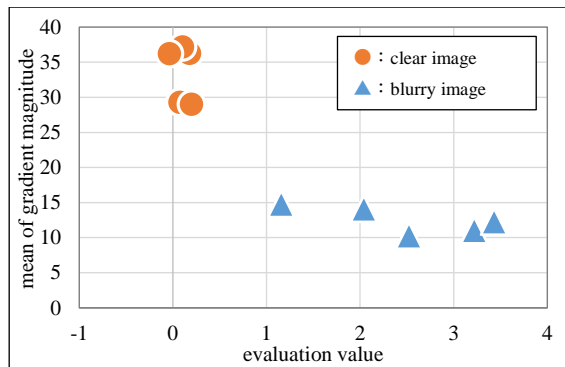 40
35
30
25
20
15
10
5
0
mean of gradient magnitude
: clear image
: blurry image
-1 0 1 2 3 4
evaluation value